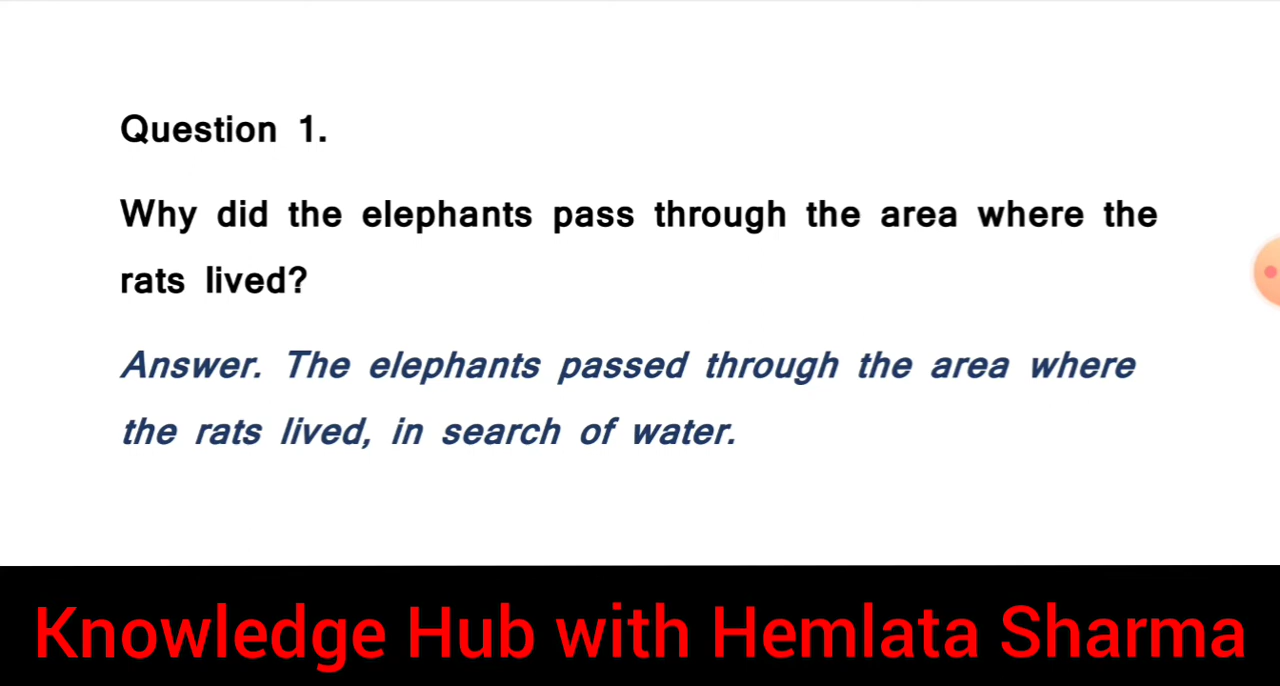 Question 1.
Why did the elephants pass through the area where the
rats lived?
Answer. The elephants passed through the area where
the rats lived, in search of water.
Knowledge Hub with Hemlata Sharma